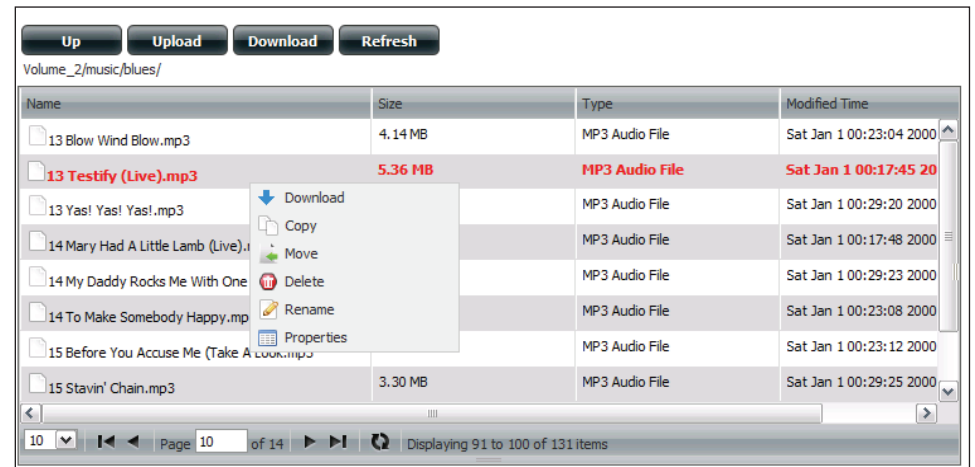 Up Upload Download Refresh
Volume_2/music/blues/
Name Size Type Modified Time
13 Blow Wind Blow.mp3 4.14 MB MP3 Audio File Sat Jan 1 00:23:04 2000
13 Testify (Live).mp3 5.36 MB MP3 Audio File Sat Jan 1 00:17:45 20
Download
13 Yas! Yas! Yas!.mp3 MP3 Audio File Sat Jan 1 00:29:20 2000
Copy
14 Mary Had A Little Lamb (Live). MP3 Audio File Sat Jan 1 00:17:48 2000
Move
14 My Daddy Rocks Me With One MP3 Audio File Sat Jan 1 00:29:23 2000
Delete
14 To Make Somebody Happy.mp MP3 Audio File Sat Jan 1 00:23:08 2000
Rename
Properties
15 Before You Accuse Me (Take A Look.mp3 MP3 Audio File Sat Jan 1 00:23:12 2000
15 Stavin' Chain.mp3 3.30 MB MP3 Audio File Sat Jan 1 00:29:25 2000
10 Page 10 of 14 Displaying 91 to 100 of 131 items